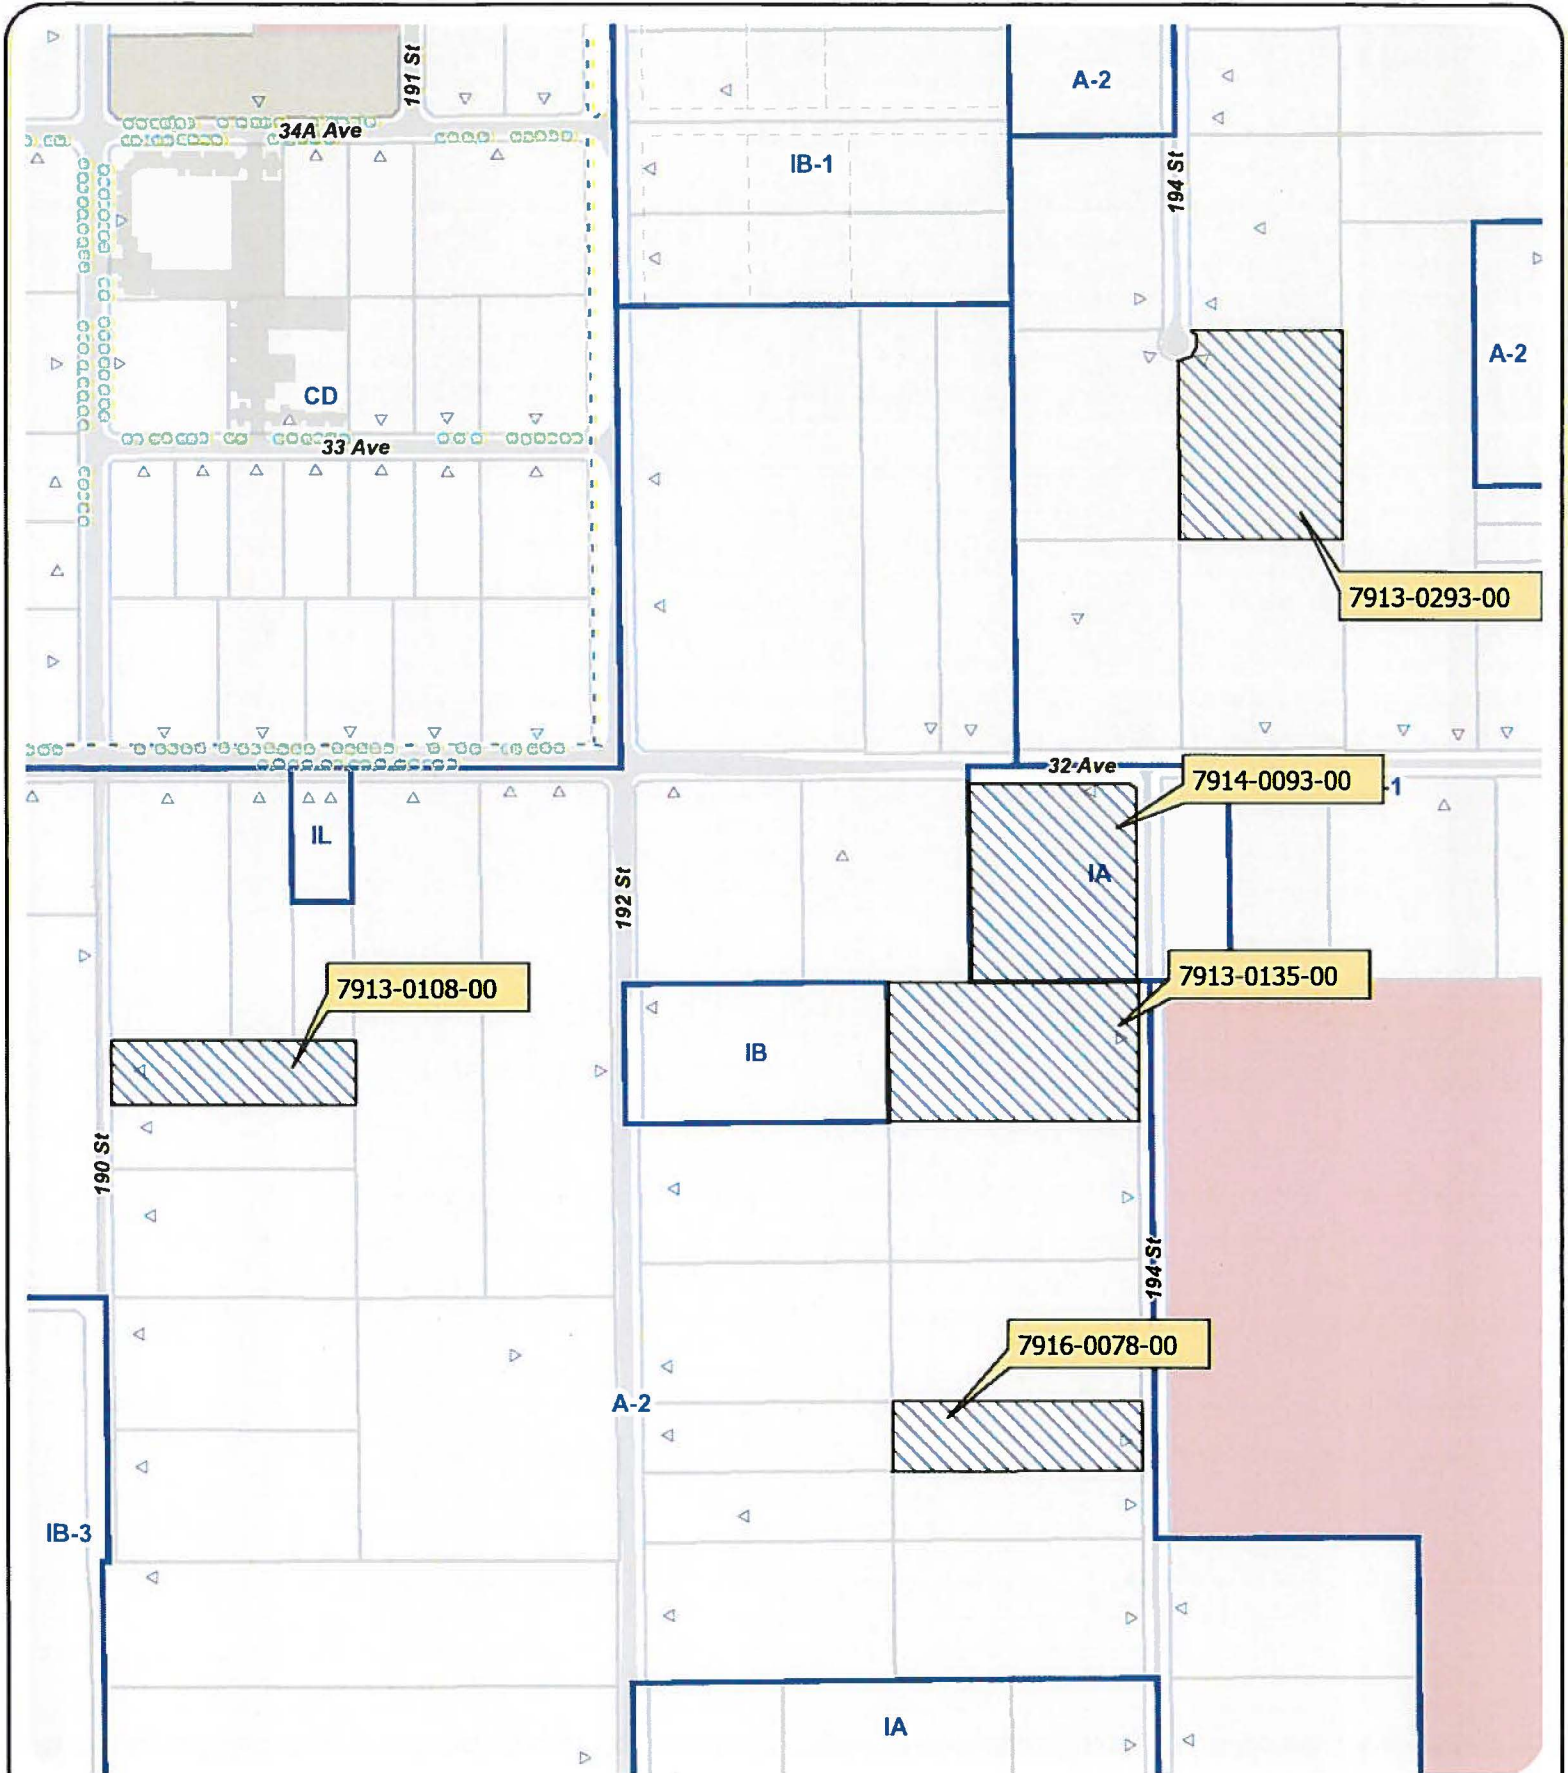 191 St
A-2
34A Ave
IB-1
194 St
A-2
CD
33 Ave
7913-0293-00
32 Ave
7914-0093-00
-1
IL
IA
192 St
7913-0135-00
7913-0108-00
IB
190 St
194 St
7916-0078-00
A-2
IB-3
IA